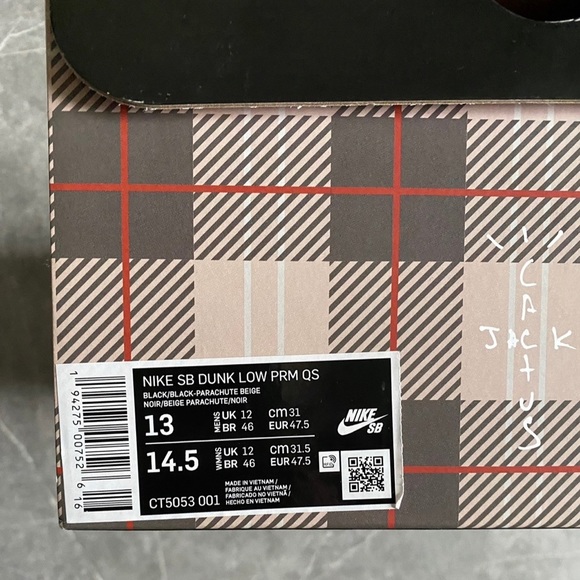 CACTUS
JACK
NIKE SB DUNK LOW PRM QS
BLACK/BLACK-PARACHUTE BEIGE
NOIR/BEIGE PARACHUTE/NOIR
13 MENS UK 12 CM 31
BR 46 EUR 47.5
14.5 WMNS UK 12 CM 31.5
BR 46 EUR 47.5
NIKE
SB
CT5053 001
MADE IN VIETNAM /
FABRIQUE AU VIETNAM /
FABRICADO NO VIETNÃ /
HECHO EN VIETNAM
1 94275 00752 6 16